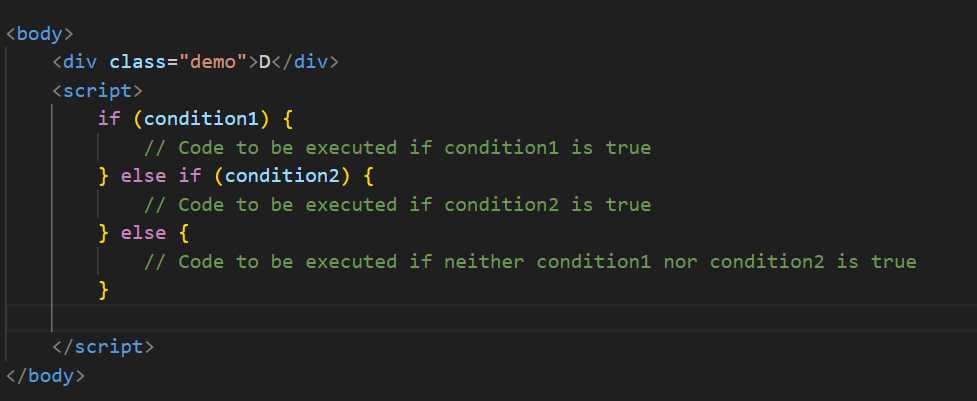 <body>
<div class="demo">D</div>
<script>
if (condition1) {
// Code to be executed if condition1 is true
} else if (condition2) {
// Code to be executed if condition2 is true
} else {
// Code to be executed if neither condition1 nor condition2 is true
}
</script>
</body>